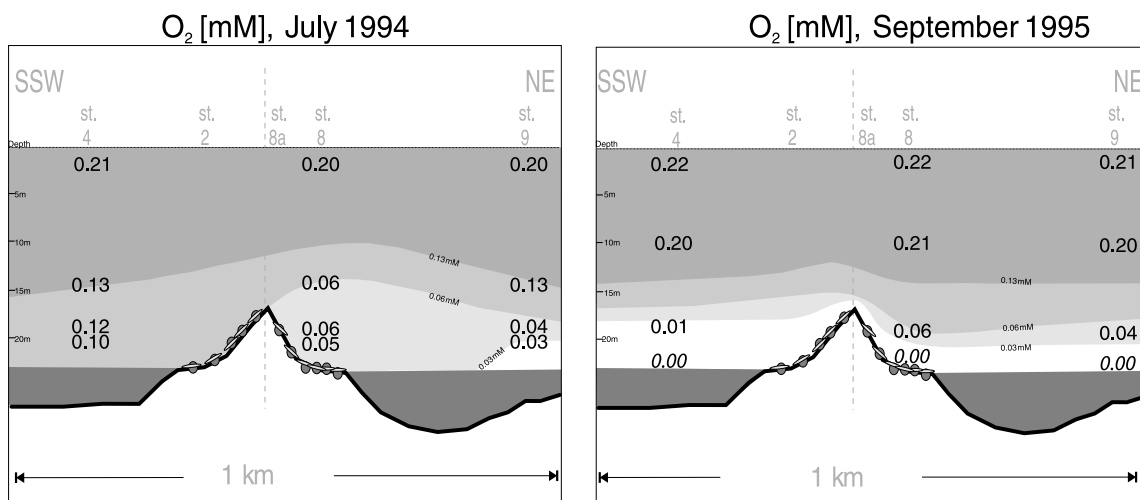 O₂ [mM], July 1994
SSW NE
st. st. st. st. st.
4 2 8a 8 9
Depth
0.21 0.20 0.20
5m
10m
0.13mM
0.13 0.06 0.13
15m
0.06mM
0.12 0.06 0.04
20m 0.10 0.05 0.03
0.03mM
1 km
O₂ [mM], September 1995
SSW NE
st. st. st. st. st.
4 2 8a 8 9
Depth
0.22 0.22 0.21
5m
10m 0.20 0.21 0.20
0.13mM
15m
0.01 0.06 0.06mM 0.04
20m 0.03mM
0.00 0.00 0.00
1 km